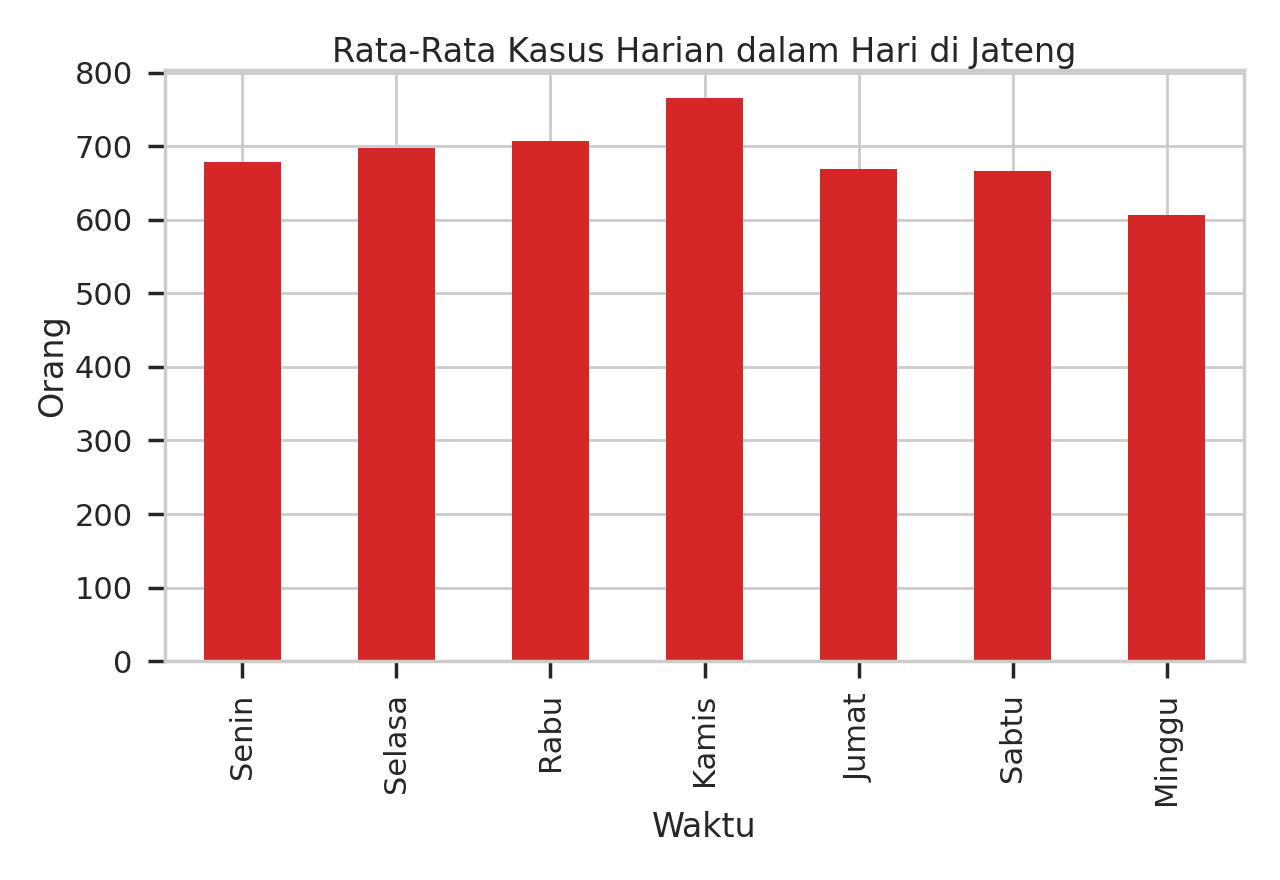 Rata-Rata Kasus Harian dalam Hari di Jateng
800
700
600
500
400
300
200
100
0
Orang
Senin
Selasa
Rabu
Kamis
Jumat
Sabtu
Minggu
Waktu